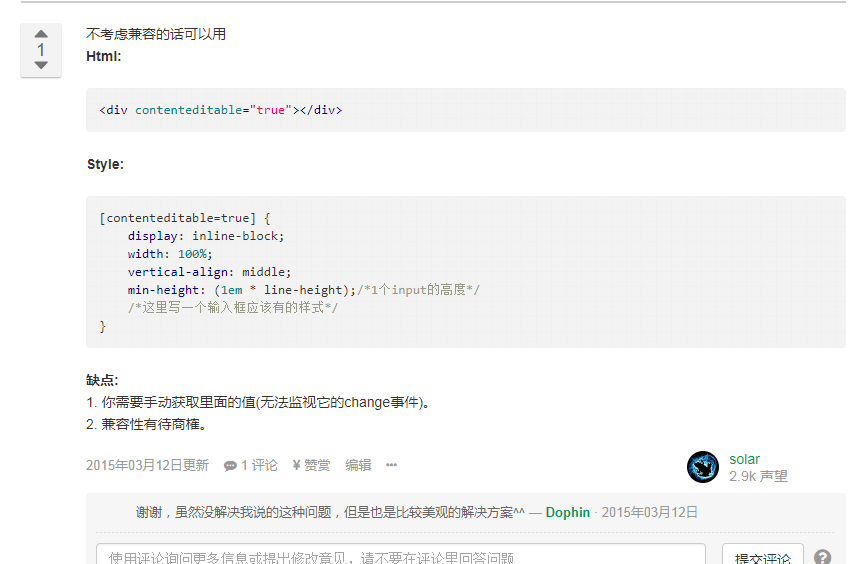 不考虑兼容的话可以用
1
Html:
<div contenteditable="true"></div>
Style:
[contenteditable=true] {
    display: inline-block;
    width: 100%;
    vertical-align: middle;
    min-height: (1em * line-height);/*1个input的高度*/
    /*这里写一个输入框应该有的样式*/
}
缺点:
1. 你需要手动获取里面的值(无法监视它的change事件)。
2. 兼容性有待商榷。
2015年03月12日更新 1 评论 ¥ 赞赏 编辑 •••
solar
2.9k 声望
谢谢，虽然没解决我说的这种问题，但是也是比较美观的解决方案^^ — Dophin · 2015年03月12日
使用评论询问更多信息或提出修改意见，请不要在评论里回答问题
提交评论 ?